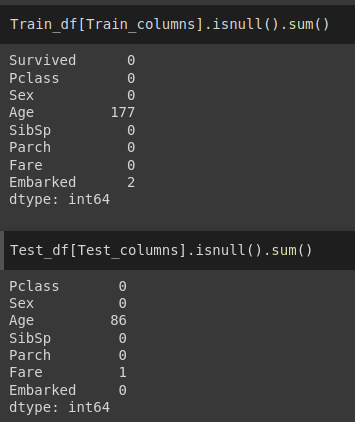 Train_df[Train_columns].isnull().sum()
Survived 0
Pclass 0
Sex 0
Age 177
SibSp 0
Parch 0
Fare 0
Embarked 2
dtype: int64
Test_df[Test_columns].isnull().sum()
Pclass 0
Sex 0
Age 86
SibSp 0
Parch 0
Fare 1
Embarked 0
dtype: int64